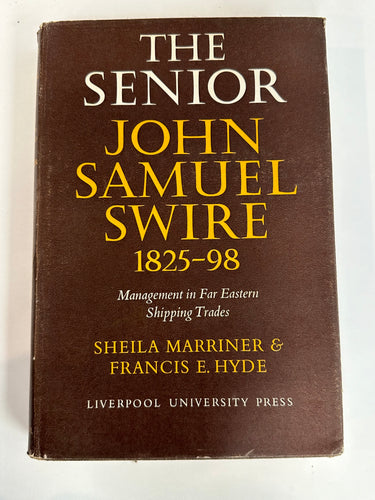 THE
SENIOR
JOHN
SAMUEL
SWIRE
1825-98
Management in Far Eastern
Shipping Trades
SHEILA MARRINER &
FRANCIS E. HYDE
LIVERPOOL UNIVERSITY PRESS